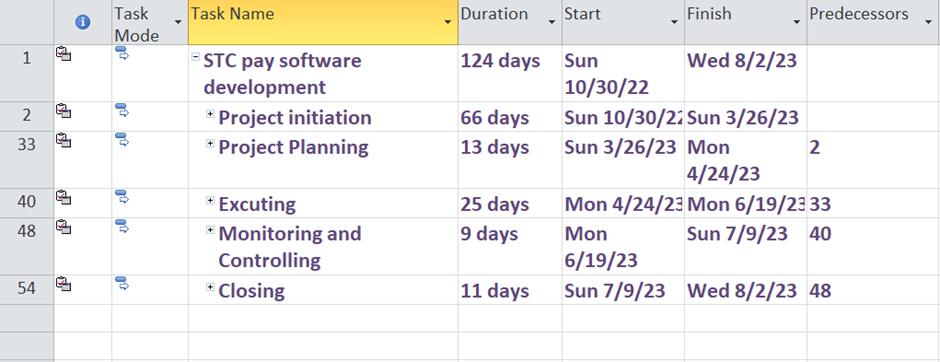 Task Mode Task Name Duration Start Finish Predecessors
1 STC pay software development 124 days Sun 10/30/22 Wed 8/2/23
2 Project initiation 66 days Sun 10/30/22 Sun 3/26/23
33 Project Planning 13 days Sun 3/26/23 Mon 4/24/23 2
40 Excuting 25 days Mon 4/24/23 Mon 6/19/23 33
48 Monitoring and Controlling 9 days Mon 6/19/23 Sun 7/9/23 40
54 Closing 11 days Sun 7/9/23 Wed 8/2/23 48